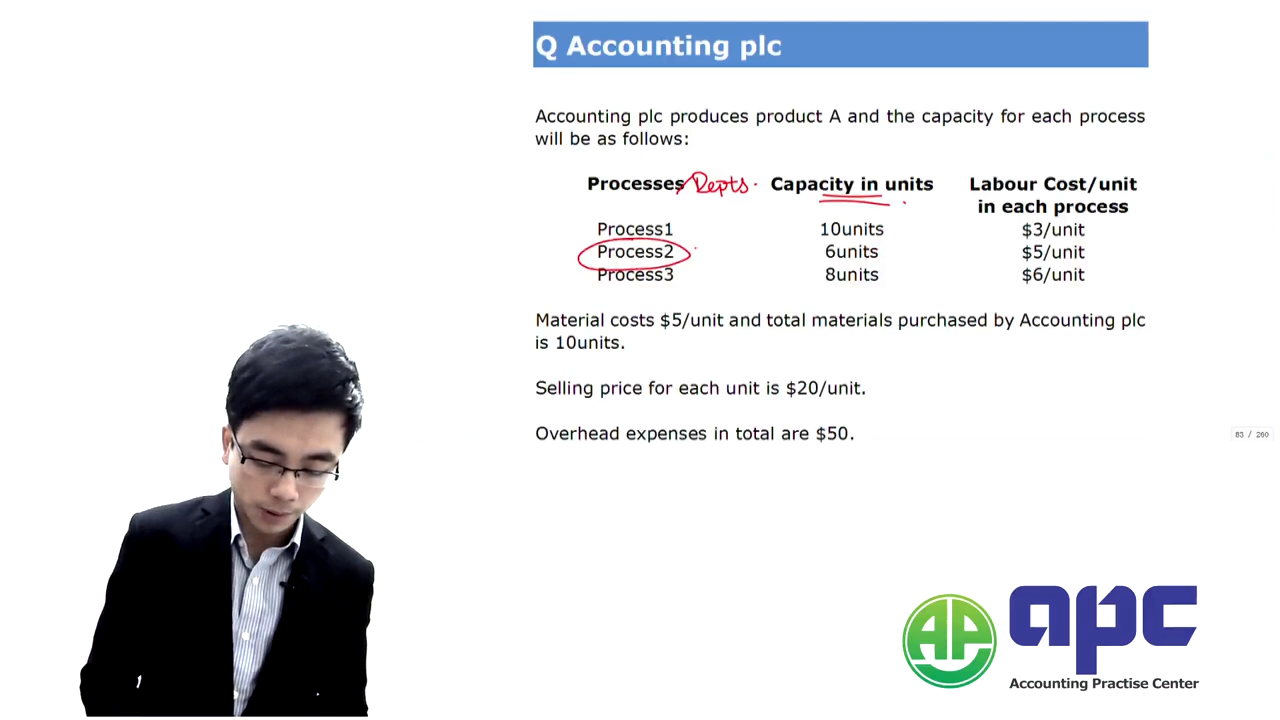 Q Accounting plc
Accounting plc produces product A and the capacity for each process
will be as follows:
Processes/Depts. Capacity in units Labour Cost/unit
in each process
Process1 10units $3/unit
Process2 6units $5/unit
Process3 8units $6/unit
Material costs $5/unit and total materials purchased by Accounting plc
is 10units.
Selling price for each unit is $20/unit.
Overhead expenses in total are $50.
83 / 260
AP
apc
Accounting Practise Center